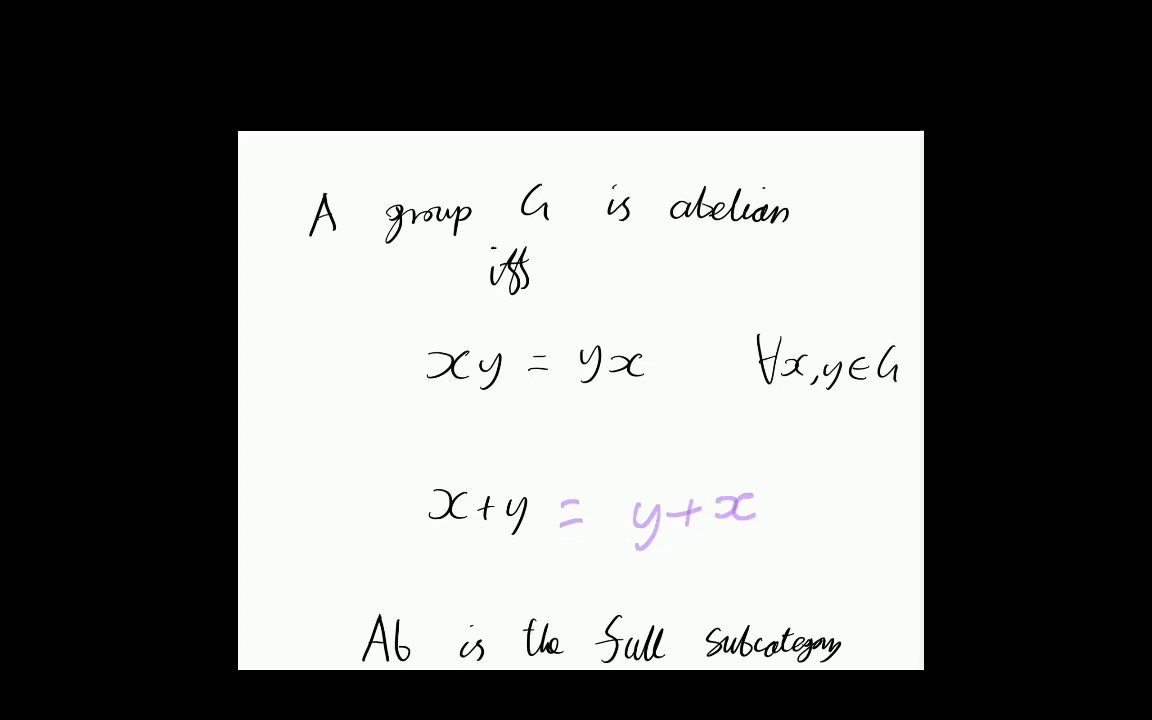 A group G is abelian
iff
xy = yx ∀x,y∈G
x+y = y+x
Ab is the full subcategory